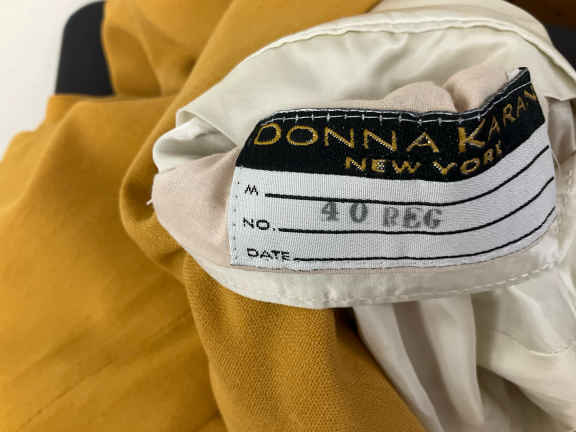 DONNA KARAN
NEW YORK
M
40 REG
NO.
DATE